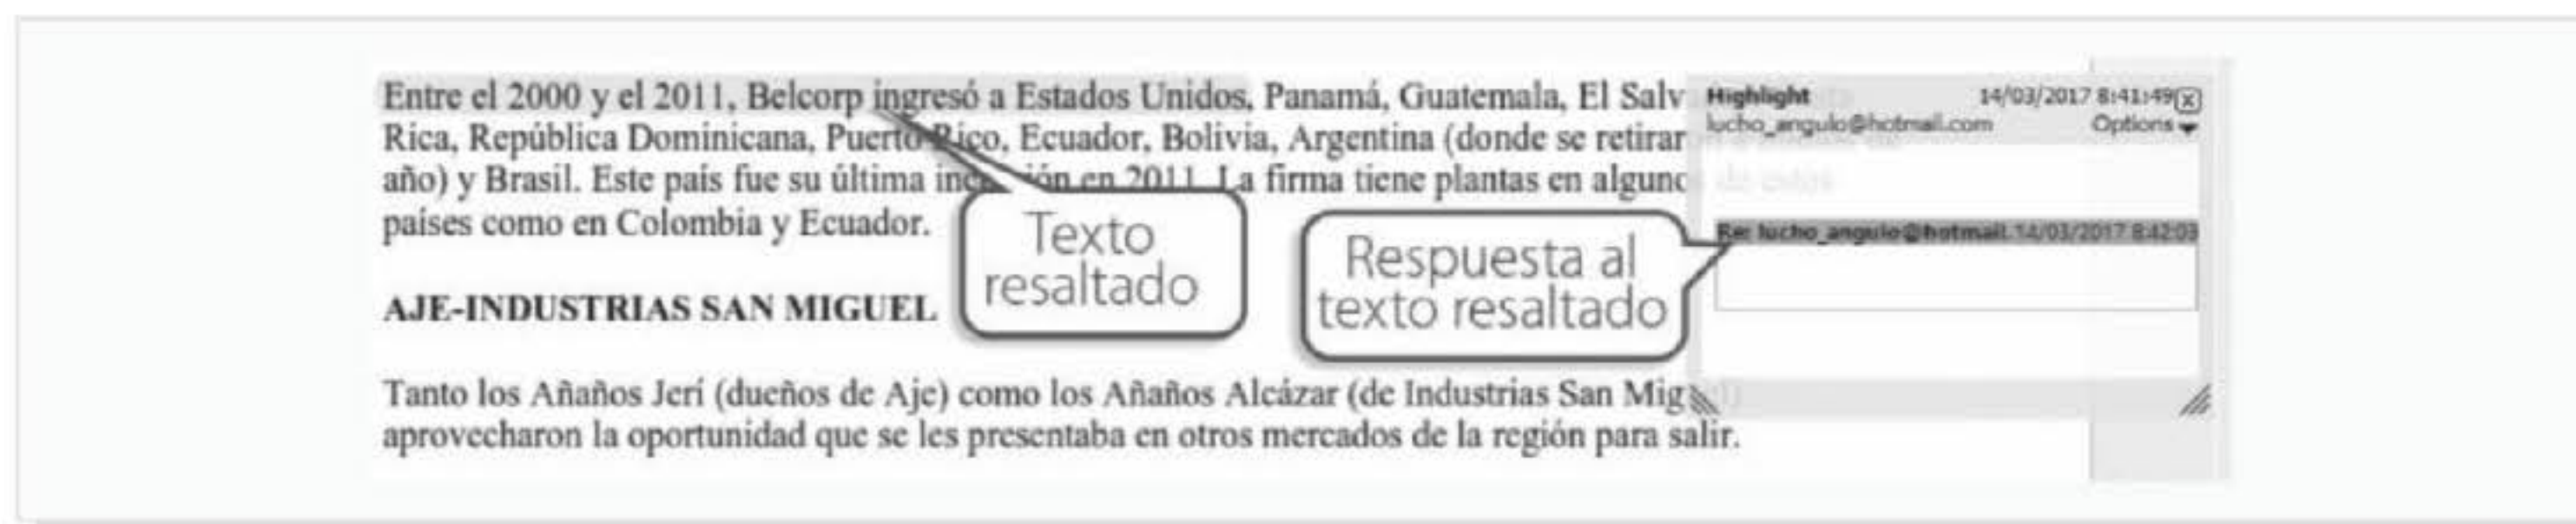 Entre el 2000 y el 2011, Belcorp ingresó a Estados Unidos, Panamá, Guatemala, El Salv
Rica, República Dominicana, Puerto Rico, Ecuador, Bolivia, Argentina (donde se retirar
año) y Brasil. Este país fue su última en 2011. La firma tiene plantas en algunos de estos
países como en Colombia y Ecuador.
Texto
resaltado
AJE-INDUSTRIAS SAN MIGUEL
Tanto los Añaños Jerí (dueños de Aje) como los Añaños Alcázar (de Industrias San Mig
aprovecharon la oportunidad que se les presentaba en otros mercados de la región para salir.
Highlight 14/03/2017 8:41:49
lucho_angulo@hotmail.com Options
Re: lucho_angulo@hotmail. 14/03/2017 8:42:03
Respuesta al
texto resaltado